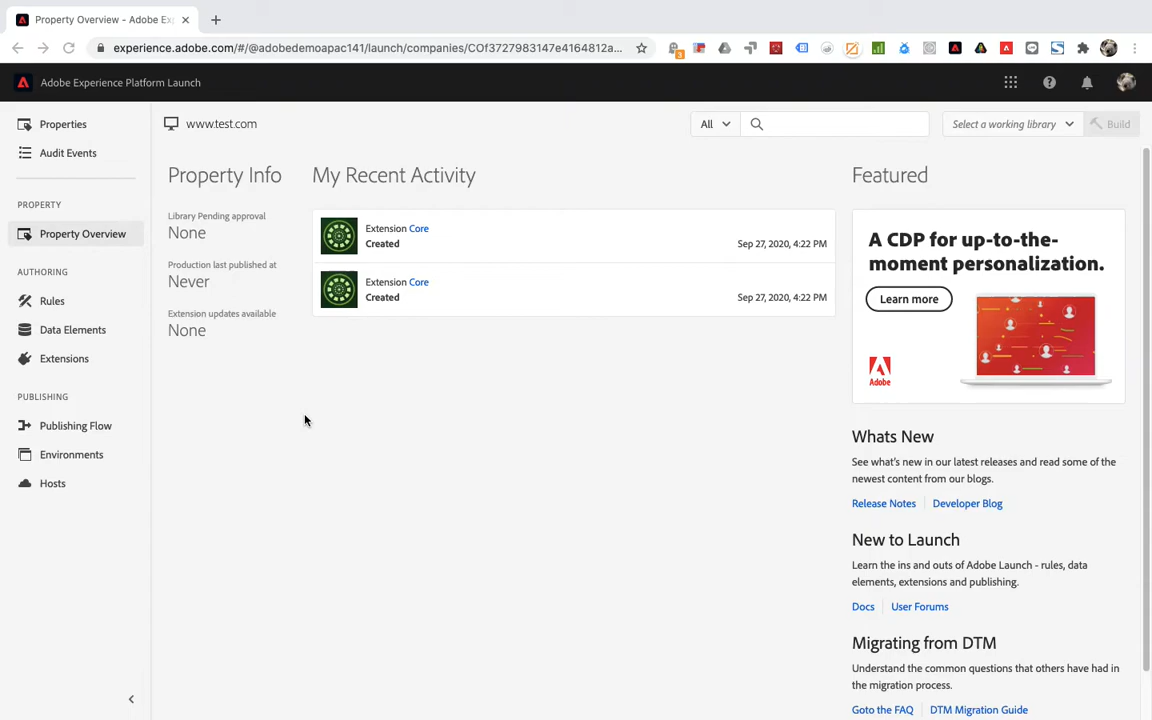 Property Overview - Adobe Ex
experience.adobe.com/#/@adobedemoapac141/launch/companies/COf3727983147e4164812a...
3
Adobe Experience Platform Launch
Properties
Audit Events
PROPERTY
Property Overview
AUTHORING
Rules
Data Elements
Extensions
PUBLISHING
Publishing Flow
Environments
Hosts
www.test.com
All
Select a working library
Build
Property Info
Library Pending approval
None
Production last published at
Never
Extension updates available
None
My Recent Activity
Extension Core
Created
Sep 27, 2020, 4:22 PM
Extension Core
Created
Sep 27, 2020, 4:22 PM
Featured
A CDP for up-to-the-
moment personalization.
Learn more
Adobe
Whats New
See what's new in our latest releases and read some of the
newest content from our blogs.
Release Notes
Developer Blog
New to Launch
Learn the ins and outs of Adobe Launch - rules, data
elements, extensions and publishing.
Docs
User Forums
Migrating from DTM
Understand the common questions that others have had in
the migration process.
Goto the FAQ
DTM Migration Guide